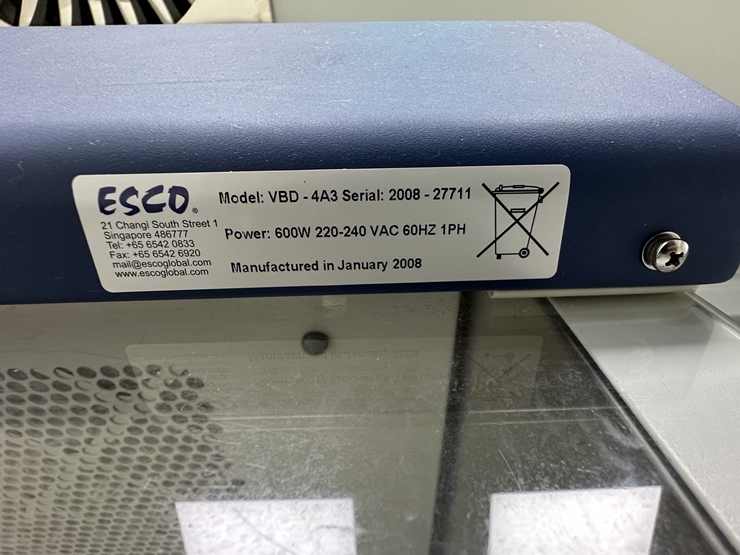 ESCO®
21 Changi South Street 1
Singapore 486777
Tel: +65 6542 0833
Fax: +65 6542 6920
mail@escoglobal.com
www.escoglobal.com
Model: VBD - 4A3 Serial: 2008 - 27711
Power: 600W 220-240 VAC 60HZ 1PH
Manufactured in January 2008